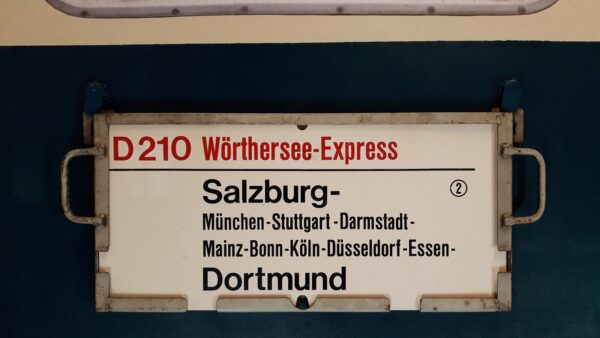 D 210 Wörthersee-Express
Salzburg-
②
München-Stuttgart-Darmstadt-
Mainz-Bonn-Köln-Düsseldorf-Essen-
Dortmund